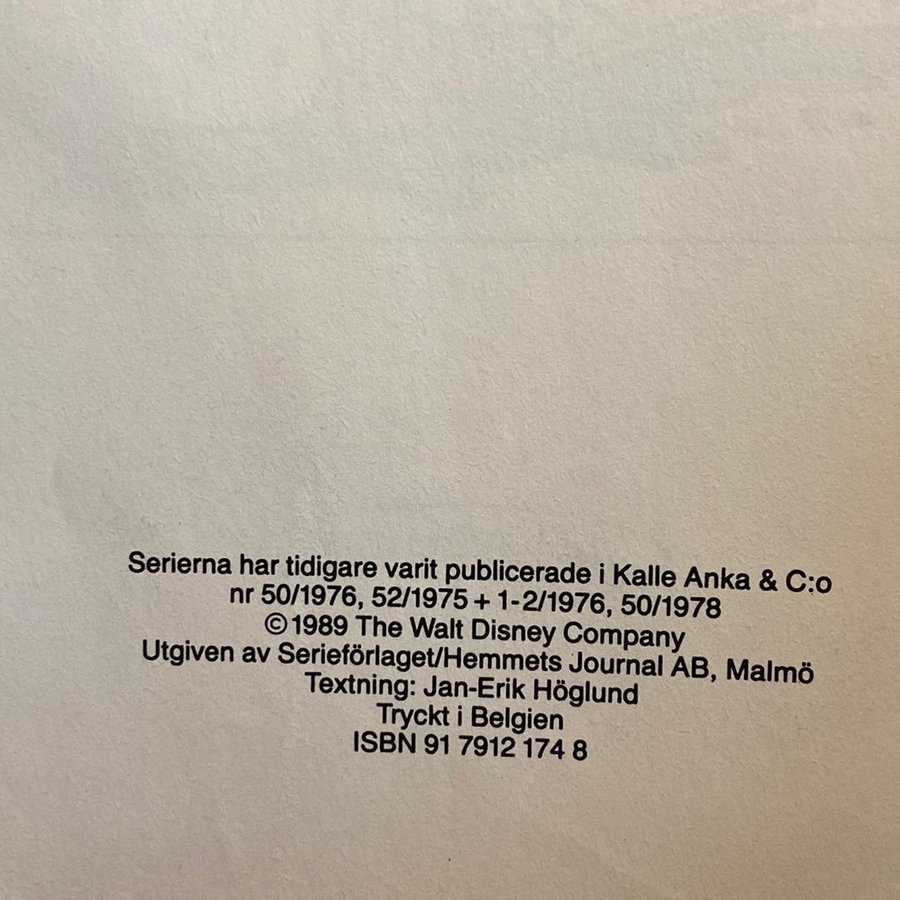 Serierna har tidigare varit publicerade i Kalle Anka & C:o
nr 50/1976, 52/1975 + 1-2/1976, 50/1978
© 1989 The Walt Disney Company
Utgiven av Serieförlaget/Hemmets Journal AB, Malmö
Textning: Jan-Erik Höglund
Tryckt i Belgien
ISBN 91 7912 174 8